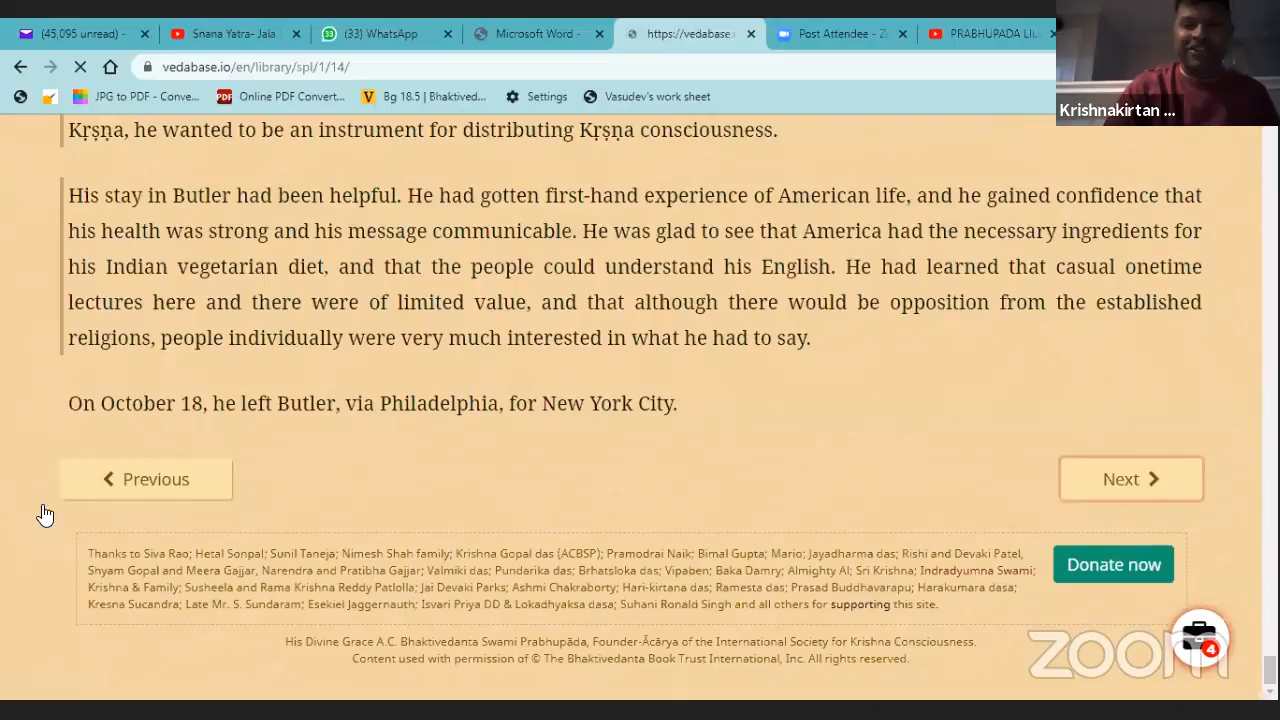 (45,095 unread) -
Snana Yatra- Jala
(33) WhatsApp
Microsoft Word -
https://vedabase.
Post Attendee - Z
PRABHUPADA LIL
vedabase.io/en/library/spl/1/14/
JPG to PDF - Conve...
Online PDF Convert...
Bg 18.5 | Bhaktived...
Settings
Vasudev's work sheet
Krishnakirtan ...
Kṛṣṇa, he wanted to be an instrument for distributing Kṛṣṇa consciousness.
His stay in Butler had been helpful. He had gotten first-hand experience of American life, and he gained confidence that
his health was strong and his message communicable. He was glad to see that America had the necessary ingredients for
his Indian vegetarian diet, and that the people could understand his English. He had learned that casual onetime
lectures here and there were of limited value, and that although there would be opposition from the established
religions, people individually were very much interested in what he had to say.
On October 18, he left Butler, via Philadelphia, for New York City.
Previous
Next
Thanks to Siva Rao; Hetal Sonpal; Sunil Taneja; Nimesh Shah family; Krishna Gopal das (ACBSP); Pramodrai Naik; Bimal Gupta; Mario; Jayadharma das; Rishi and Devaki Patel,
Shyam Gopal and Meera Gajjar, Narendra and Pratibha Gajjar; Valmiki das; Pundarika das; Brhatsloka das; Vipaben; Baka Damry; Almighty AI; Sri Krishna; Indradyumna Swami;
Krishna & Family; Susheela and Rama Krishna Reddy Patlolla; Jai Devaki Parks; Ashmi Chakraborty; Hari-kirtana das; Ramesta das; Prasad Buddhavarapu; Harakumara dasa;
Kresna Sucandra; Late Mr. S. Sundaram; Esekiel Jaggernauth; Isvari Priya DD & Lokadhyaksa dasa; Suhani Ronald Singh and all others for supporting this site.
Donate now
4
His Divine Grace A.C. Bhaktivedanta Swami Prabhupāda, Founder-Ācārya of the International Society for Krishna Consciousness.
Content used with permission of © The Bhaktivedanta Book Trust International, Inc. All rights reserved.
zoom